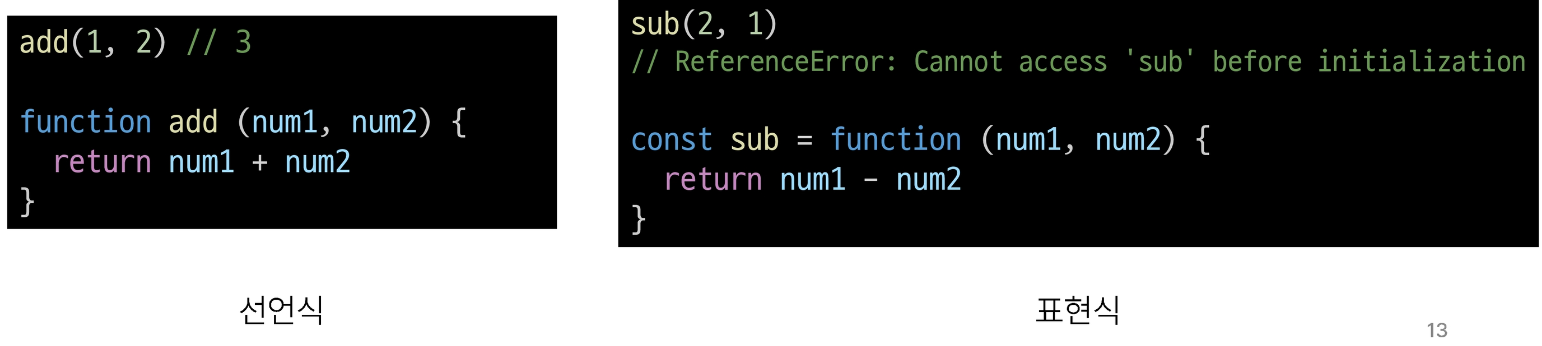 add(1, 2) // 3
function add (num1, num2) {
  return num1 + num2
}
선언식
sub(2, 1)
// ReferenceError: Cannot access 'sub' before initialization
const sub = function (num1, num2) {
  return num1 - num2
}
표현식
13